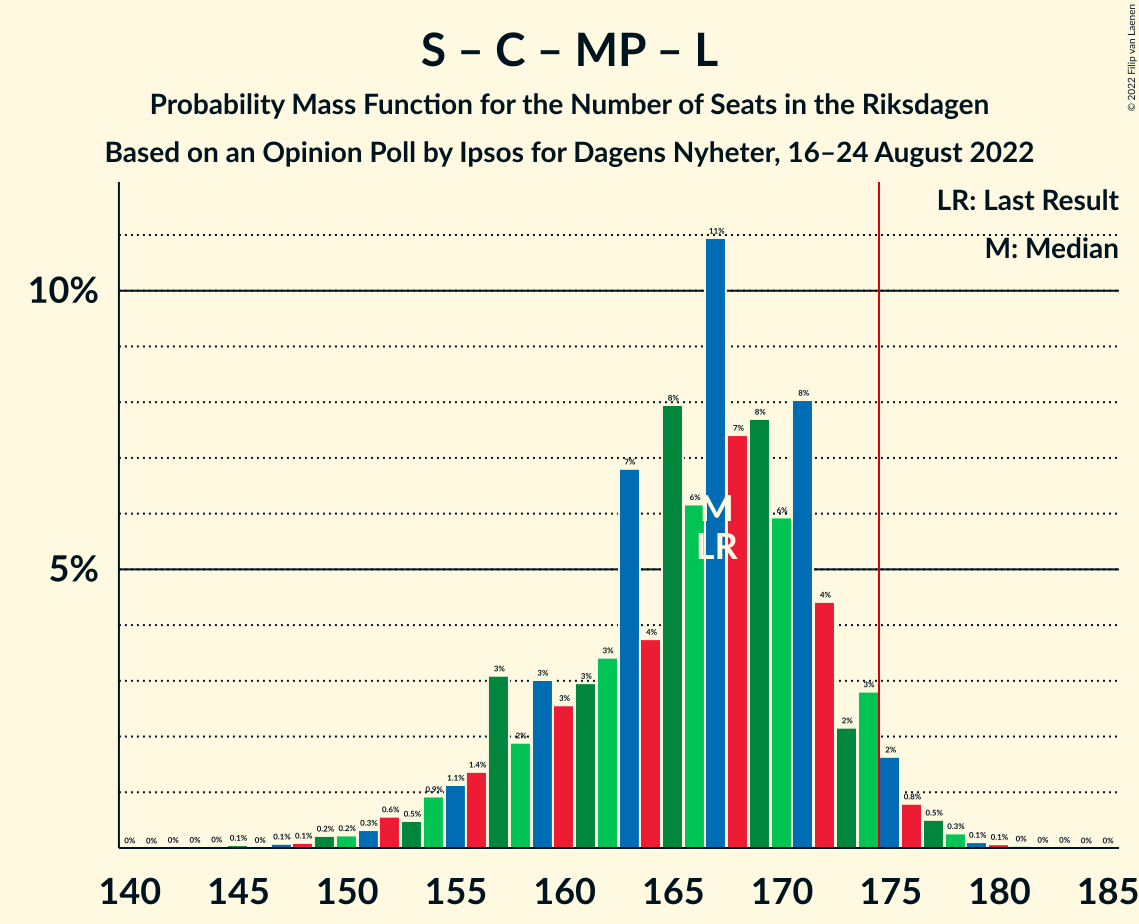 S – C – MP – L
Probability Mass Function for the Number of Seats in the Riksdagen
Based on an Opinion Poll by Ipsos for Dagens Nyheter, 16–24 August 2022
© 2022 Filip van Laenen
LR: Last Result
M: Median
10%
5%
0% 0% 0% 0% 0% 0.1% 0% 0.1% 0.1% 0.2% 0.2% 0.3% 0.6% 0.5% 0.9% 1.1% 1.4% 3% 2% 3% 3% 3% 3% 7% 4% 8% 6% 11% 7% 8% 6% 8% 4% 2% 3% 2% 0.8% 0.5% 0.3% 0.1% 0.1% 0% 0% 0% 0% 0%
M
LR
140 145 150 155 160 165 170 175 180 185